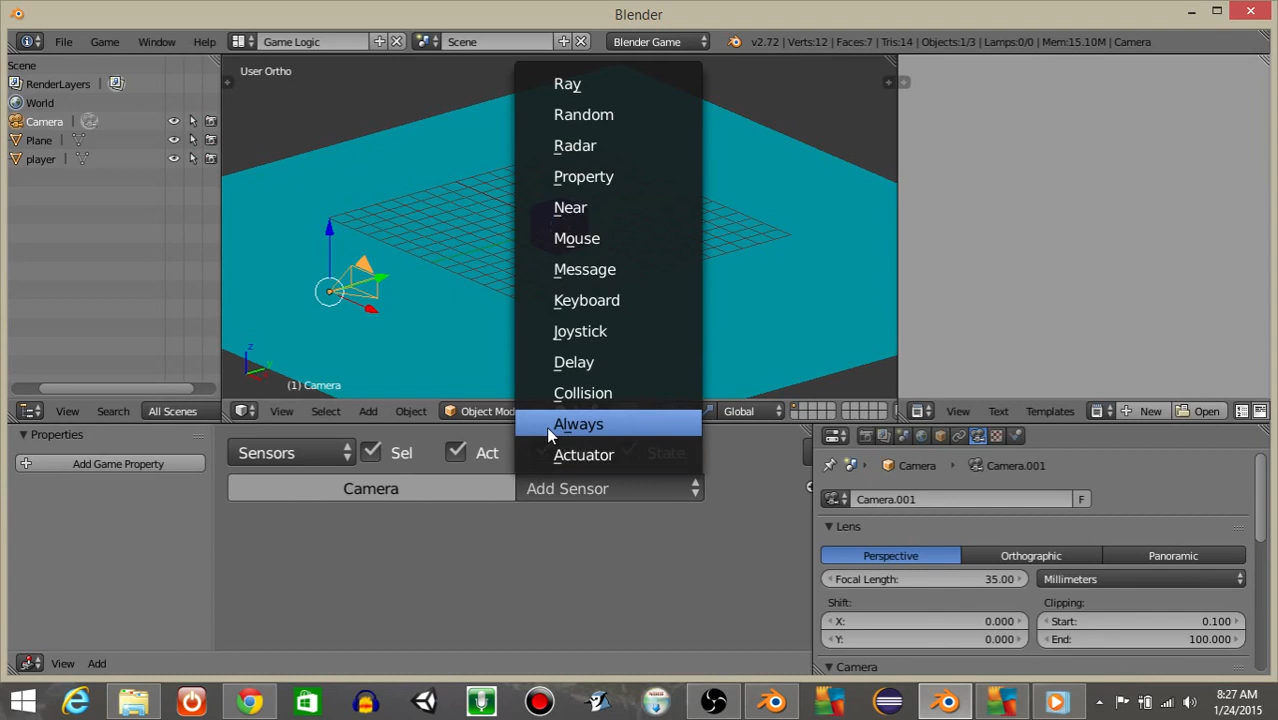 Blender
File Game Window Help Game Logic Scene Blender Game v2.72 | Verts:12 | Faces:7 | Tris:14 | Objects:1/3 | Lamps:0/0 | Mem:15.10M | Camera
Scene
RenderLayers
World
Camera
Plane
player
View Search All Scenes
User Ortho
(1) Camera
View Select Add Object Object Mod Global
Ray
Random
Radar
Property
Near
Mouse
Message
Keyboard
Joystick
Delay
Collision
Always
Actuator
View Text Templates New Open
Properties
Add Game Property
Sensors Sel Act State
Camera Add Sensor
View Add
Camera Camera.001
Camera.001 F
Lens
Perspective Orthographic Panoramic
Focal Length: 35.00 Millimeters
Shift: Clipping:
X: 0.000 Start: 0.100
Y: 0.000 End: 100.000
Camera
8:27 AM
1/24/2015